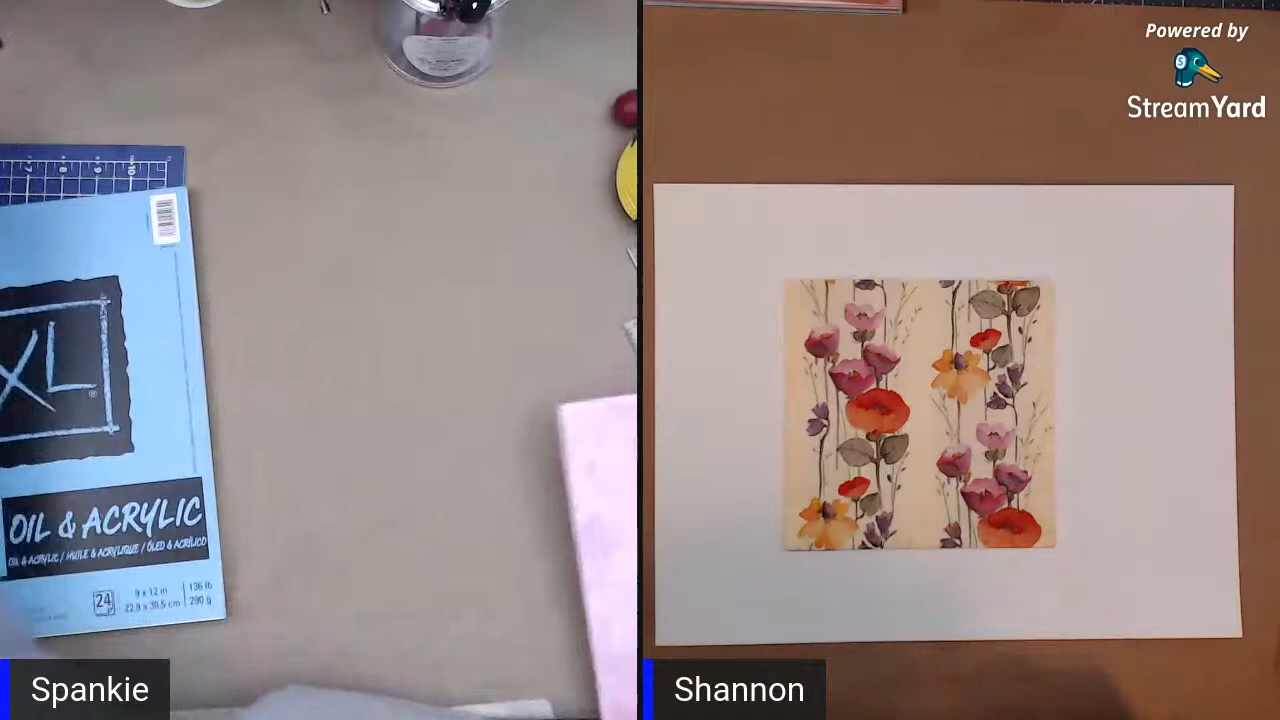 XL
OIL & ACRYLIC
OIL & ACRYLIC / HUILE & ACRYLIQUE / ÓLEO & ACRÍLICO
24
9 x 12 in
22.9 x 30.5 cm
136 lb
290 g
Spankie
Powered by
StreamYard
Shannon